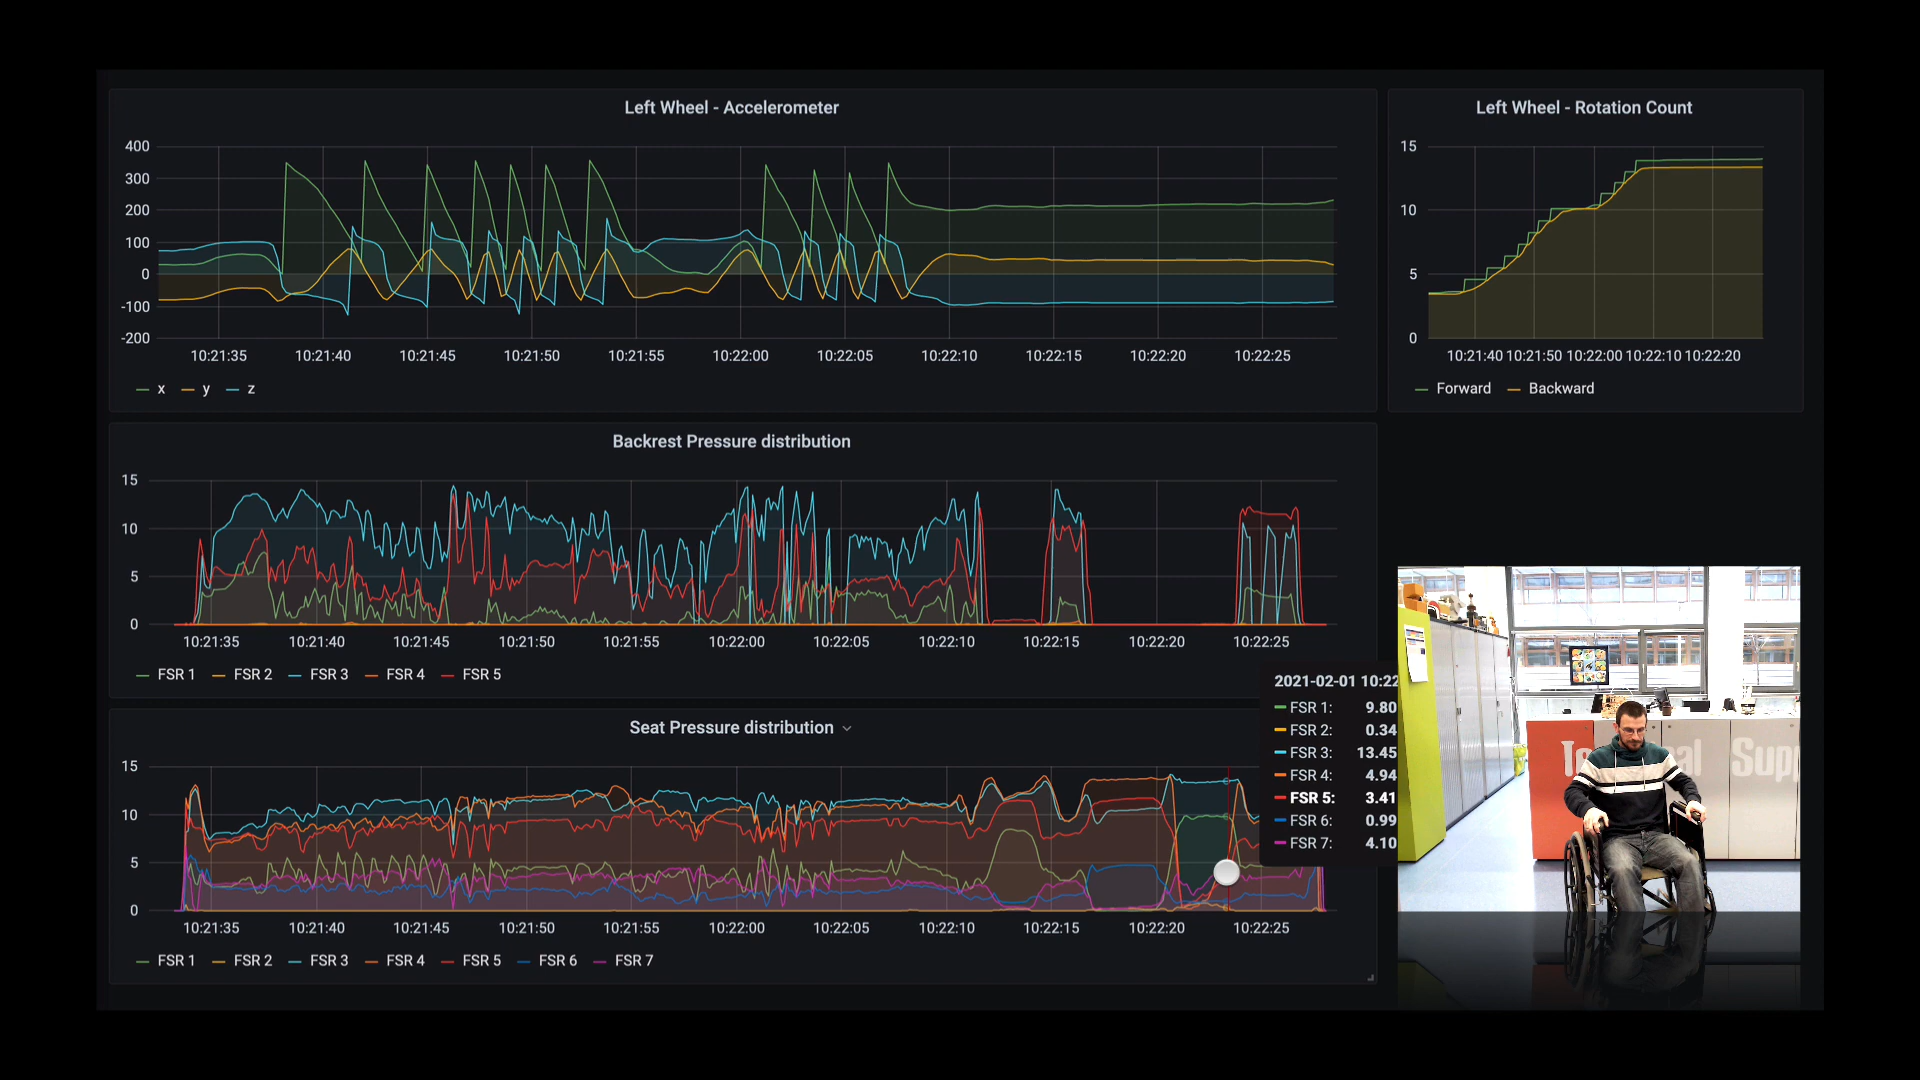 Left Wheel - Accelerometer
400
300
200
100
0
-100
-200
10:21:35 10:21:40 10:21:45 10:21:50 10:21:55 10:22:00 10:22:05 10:22:10 10:22:15 10:22:20 10:22:25
x y z
Left Wheel - Rotation Count
15
10
5
0
10:21:40 10:21:50 10:22:00 10:22:10 10:22:20
Forward Backward
Backrest Pressure distribution
15
10
5
0
10:21:35 10:21:40 10:21:45 10:21:50 10:21:55 10:22:00 10:22:05 10:22:10 10:22:15 10:22:20 10:22:25
FSR 1 FSR 2 FSR 3 FSR 4 FSR 5
Seat Pressure distribution
15
10
5
0
10:21:35 10:21:40 10:21:45 10:21:50 10:21:55 10:22:00 10:22:05 10:22:10 10:22:15 10:22:20 10:22:25
FSR 1 FSR 2 FSR 3 FSR 4 FSR 5 FSR 6 FSR 7
2021-02-01 10:22
FSR 1: 9.80
FSR 2: 0.34
FSR 3: 13.45
FSR 4: 4.94
FSR 5: 3.41
FSR 6: 0.99
FSR 7: 4.10